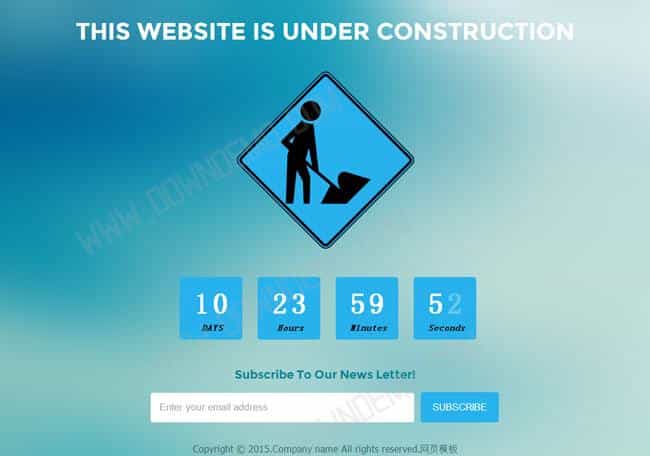 THIS WEBSITE IS UNDER CONSTRUCTION
10 23 59 52
DAYS Hours Minutes Seconds
Subscribe To Our News Letter!
Enter your email address SUBSCRIBE
Copyright © 2015.Company name All rights reserved.网页模板